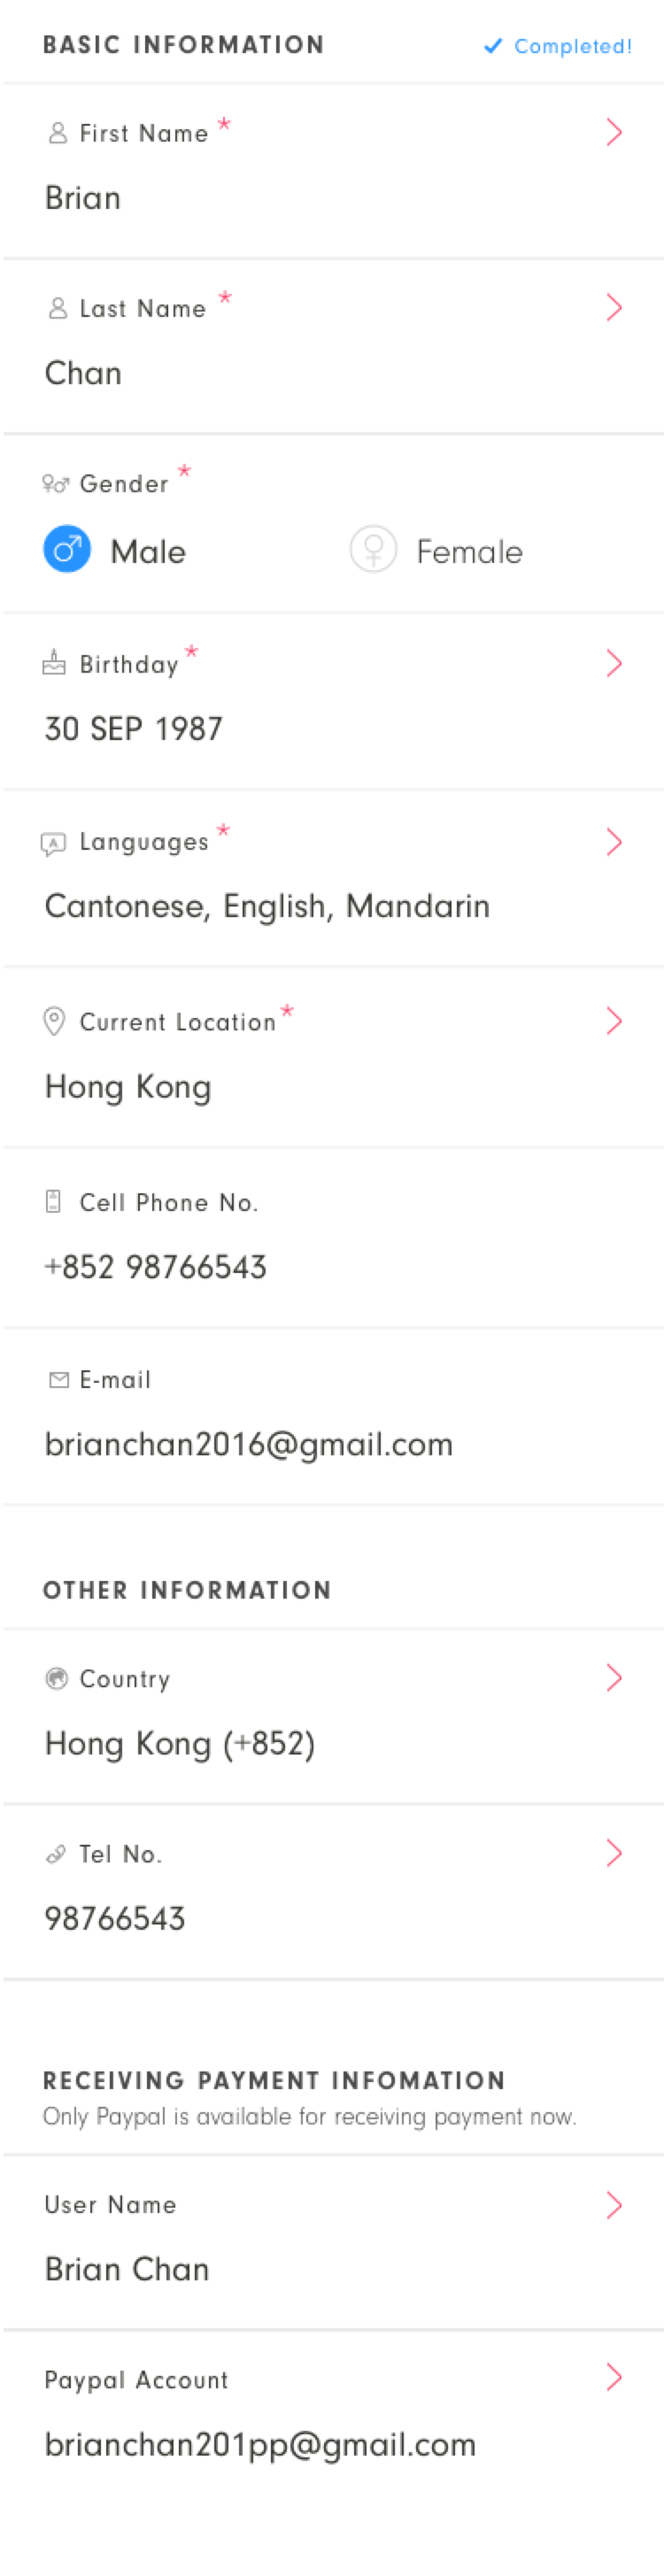 BASIC INFORMATION ✓ Completed!
First Name *
Brian
Last Name *
Chan
Gender *
Male Female
Birthday *
30 SEP 1987
Languages *
Cantonese, English, Mandarin
Current Location *
Hong Kong
Cell Phone No.
+852 98766543
E-mail
brianchan2016@gmail.com
OTHER INFORMATION
Country
Hong Kong (+852)
Tel No.
98766543
RECEIVING PAYMENT INFOMATION
Only Paypal is available for receiving payment now.
User Name
Brian Chan
Paypal Account
brianchan201pp@gmail.com